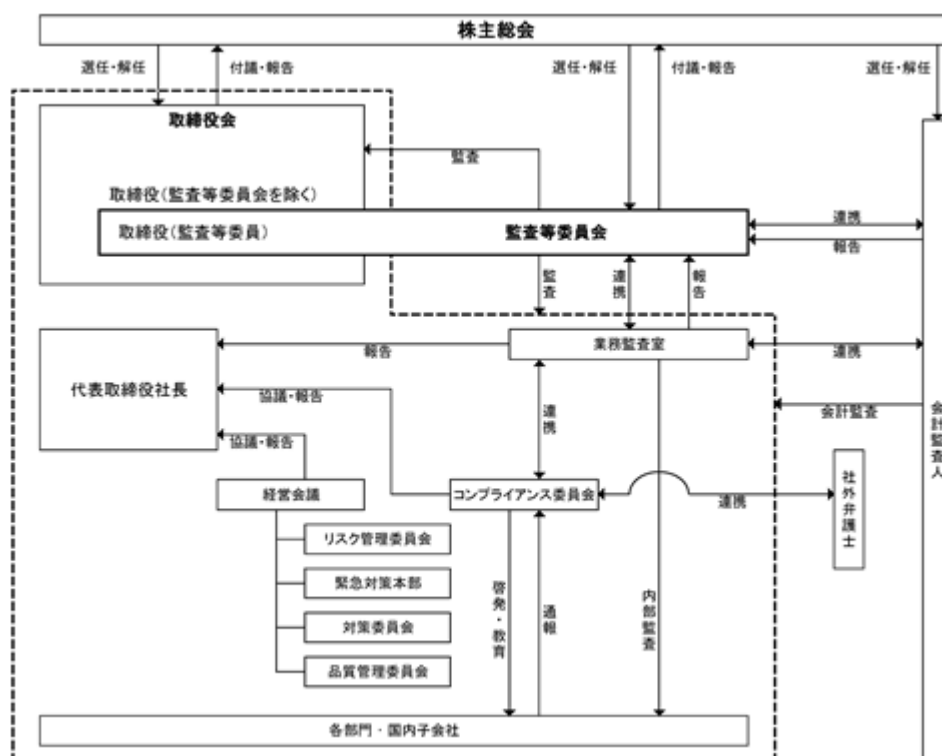 株主総会
選任・解任
付議・報告
選任・解任
付議・報告
選任・解任
取締役会
監査
取締役(監査等委員会を除く)
取締役(監査等委員)
監査等委員会
連携
報告
監査
連携
報告
業務監査室
報告
連携
代表取締役社長
協議・報告
連携
会計監査
会計監査人
協議・報告
経営会議
コンプライアンス委員会
連携
社外弁護士
リスク管理委員会
緊急対策本部
対策委員会
品質管理委員会
啓発・教育
通報
内部監査
各部門・国内子会社